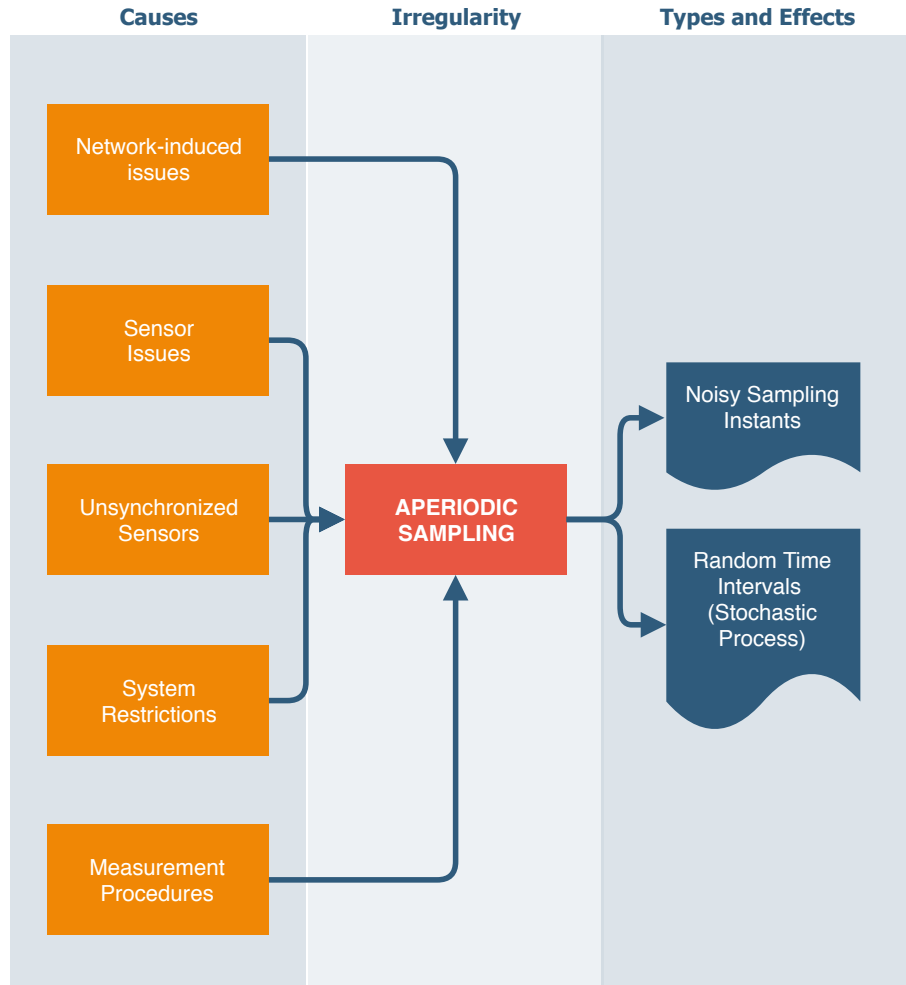 Causes
Irregularity
Types and Effects
Network-induced
issues
Sensor
Issues
Unsynchronized
Sensors
System
Restrictions
Measurement
Procedures
APERIODIC
SAMPLING
Noisy Sampling
Instants
Random Time
Intervals
(Stochastic
Process)